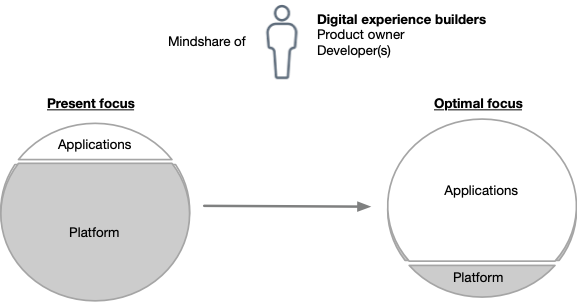 Mindshare of
Digital experience builders
Product owner
Developer(s)
Present focus
Applications
Platform
Optimal focus
Applications
Platform